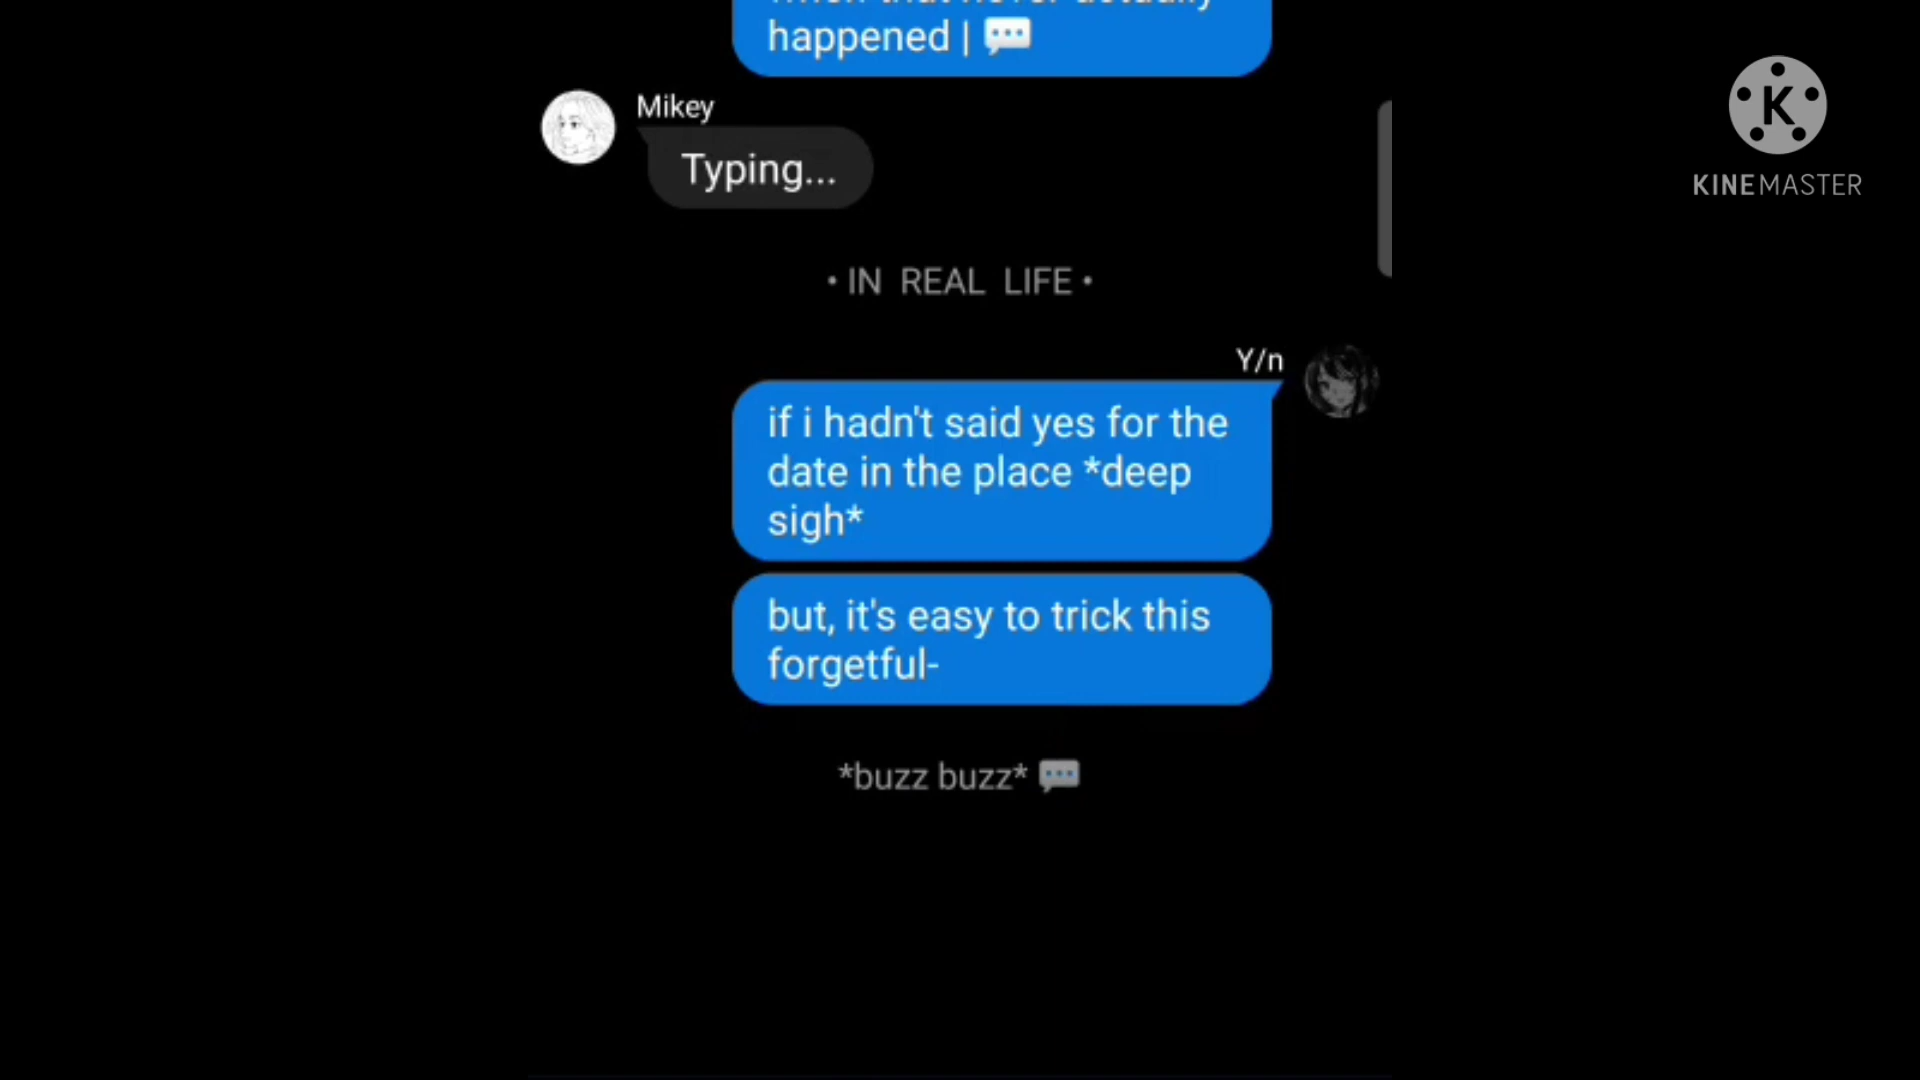 happened | 💬
Mikey
Typing...
• IN REAL LIFE •
Y/n
if i hadn't said yes for the
date in the place *deep
sigh*
but, it's easy to trick this
forgetful-
*buzz buzz* 💬
K
KINEMASTER